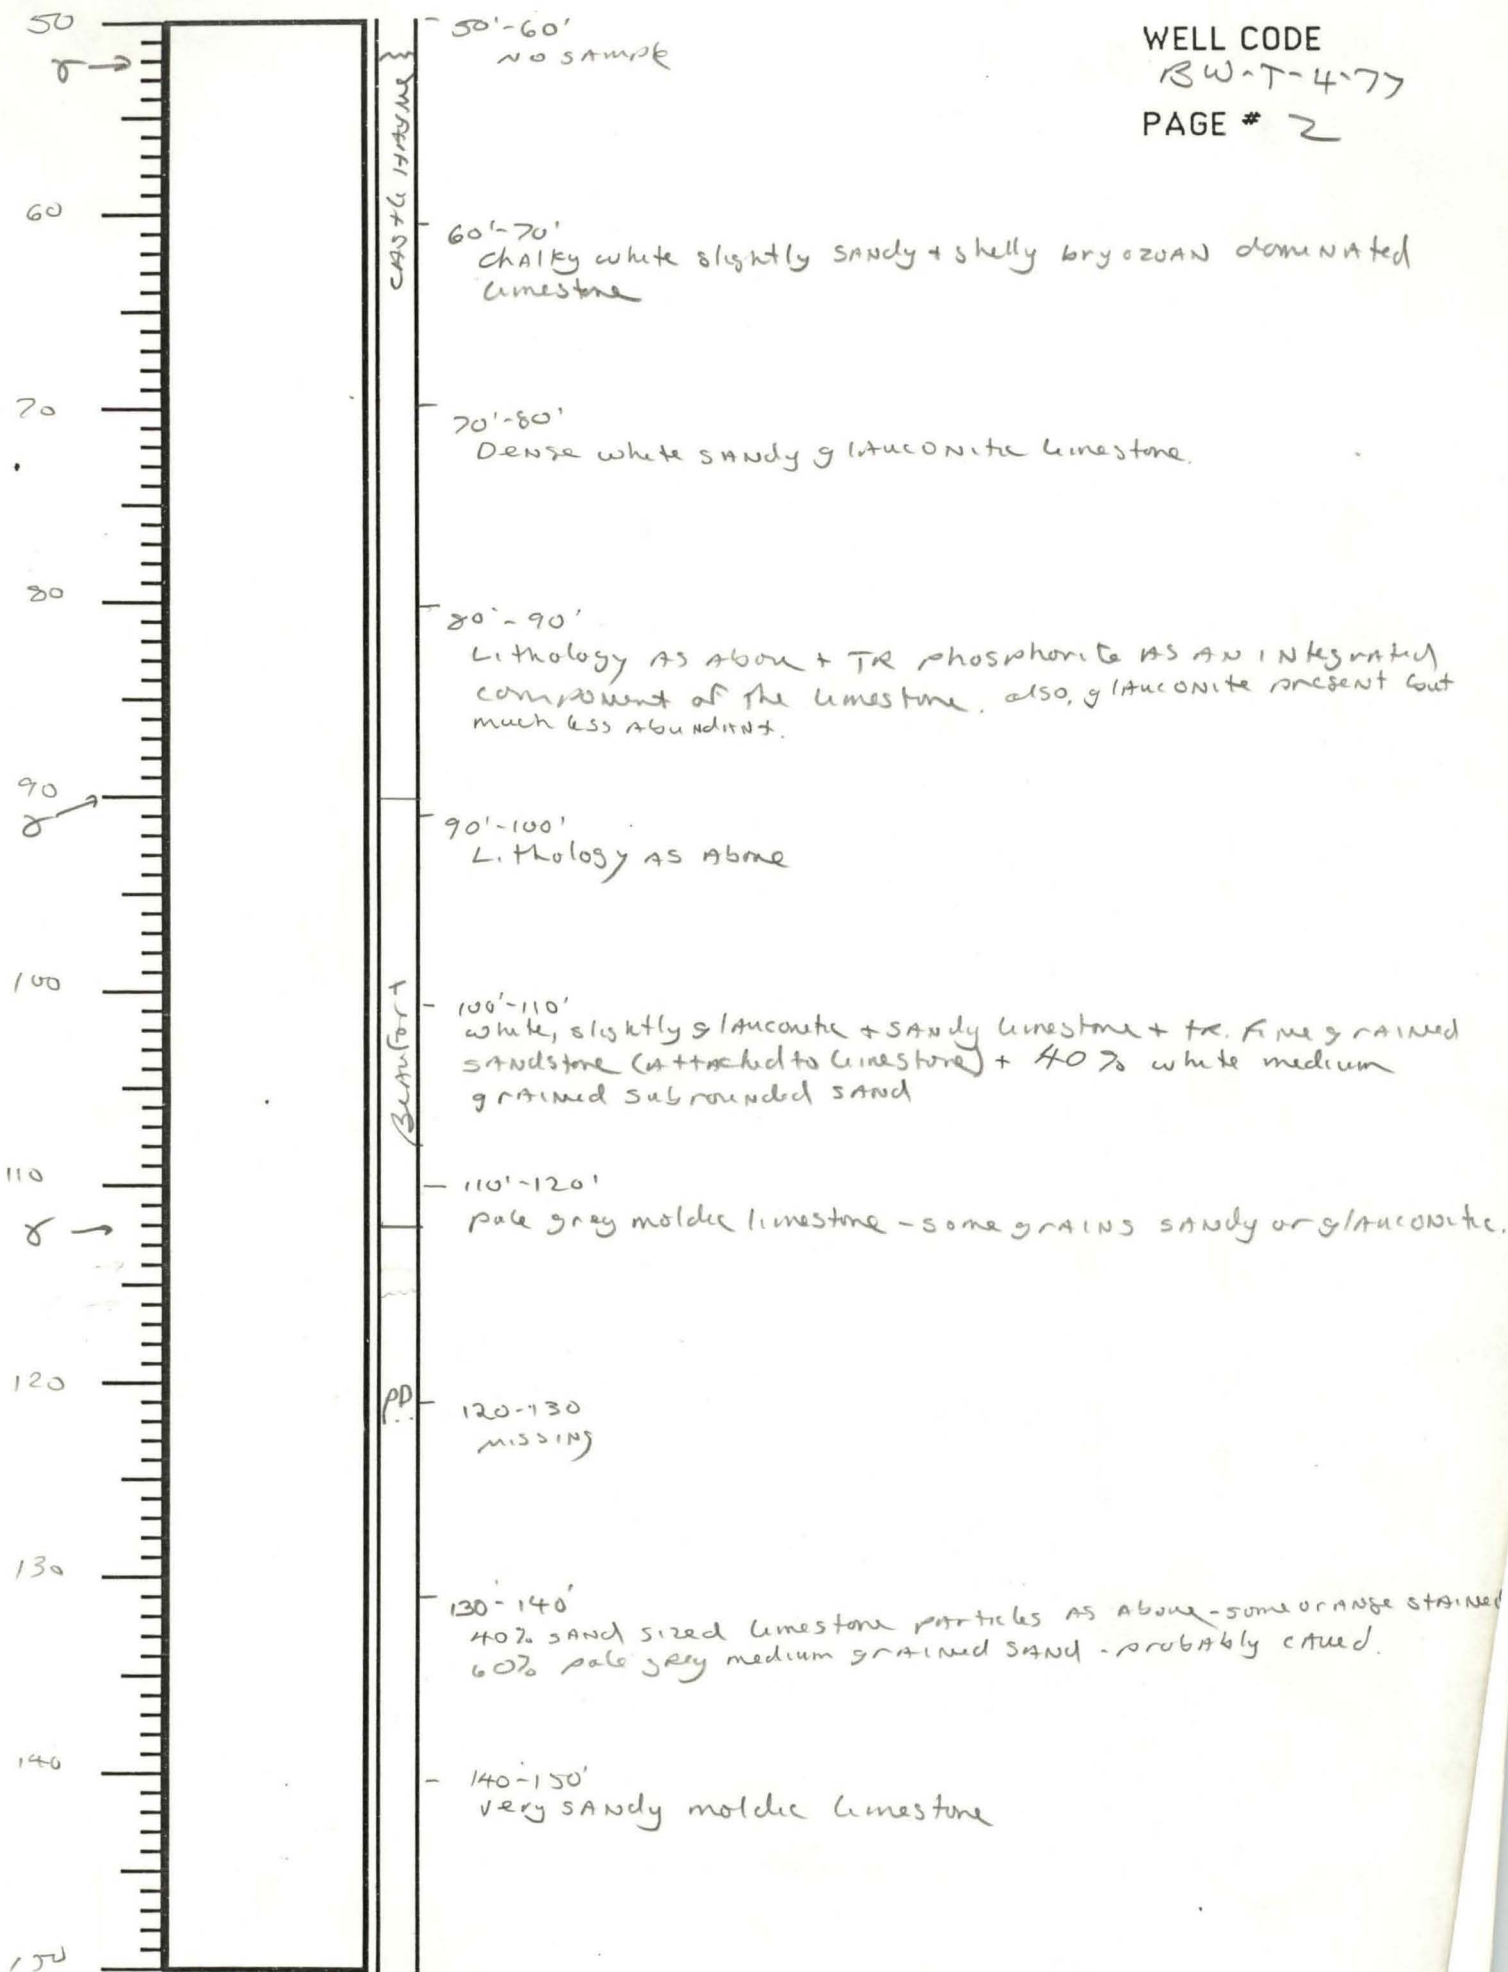 WELL CODE
BW-T-4-77
PAGE # 2
50
γ →
60
70
80
90
γ
100
110
γ →
120
130
140
150
CASTLE HAYNE
Beaufort
PD
50'-60'
NO SAMPLE
60'-70'
chalky white slightly sandy + shelly bryozoan dominated
limestone
70'-80'
Dense white sandy glauconitic limestone.
80'-90'
Lithology as above + TR phosphorite as an integrated
component of the limestone. also, glauconite present but
much less abundant.
90'-100'
Lithology as above
100'-110'
white, slightly glauconitic + sandy limestone + tr. fine grained
sandstone (attached to limestone) + 40% white medium
grained subrounded sand
110'-120'
pale grey moldic limestone - some grains sandy or glauconitic.
120-130
missing
130-140'
40% sand sized limestone particles as above - some orange stained
60% pale grey medium grained sand - probably caved.
140-150'
very sandy moldic limestone